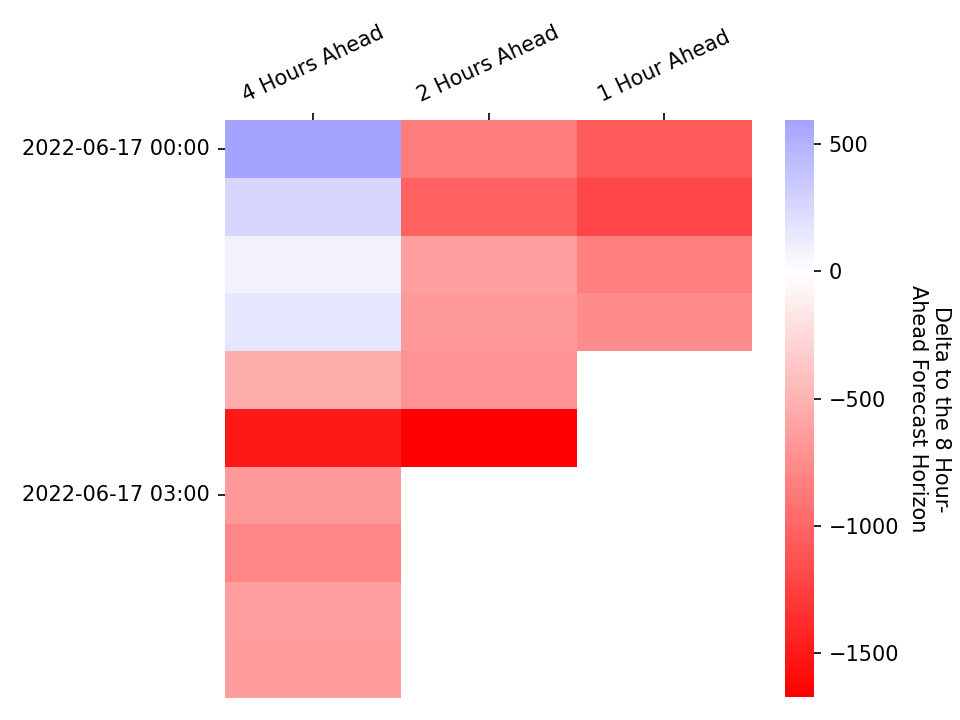 4 Hours Ahead
2 Hours Ahead
1 Hour Ahead
2022-06-17 00:00
2022-06-17 03:00
500
0
−500
−1000
−1500
Delta to the 8 Hour-
Ahead Forecast Horizon